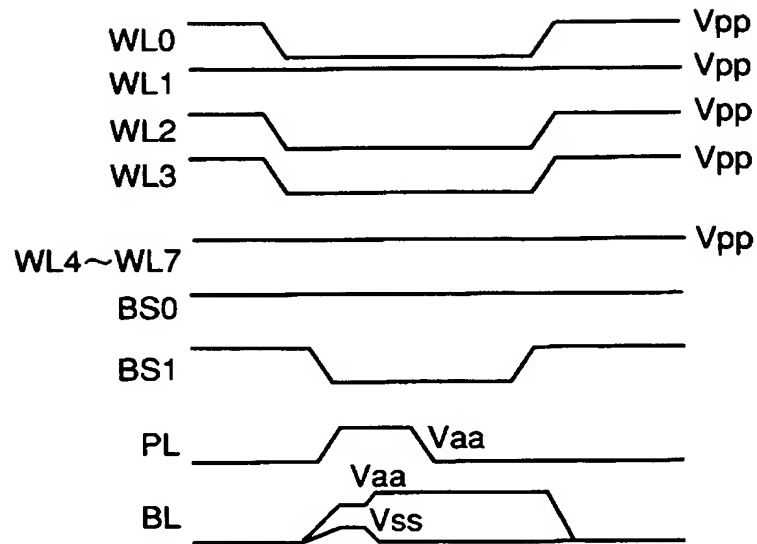 WL0 Vpp
WL1 Vpp
WL2 Vpp
WL3 Vpp
WL4～WL7 Vpp
BS0
BS1
PL Vaa
Vaa
BL Vss